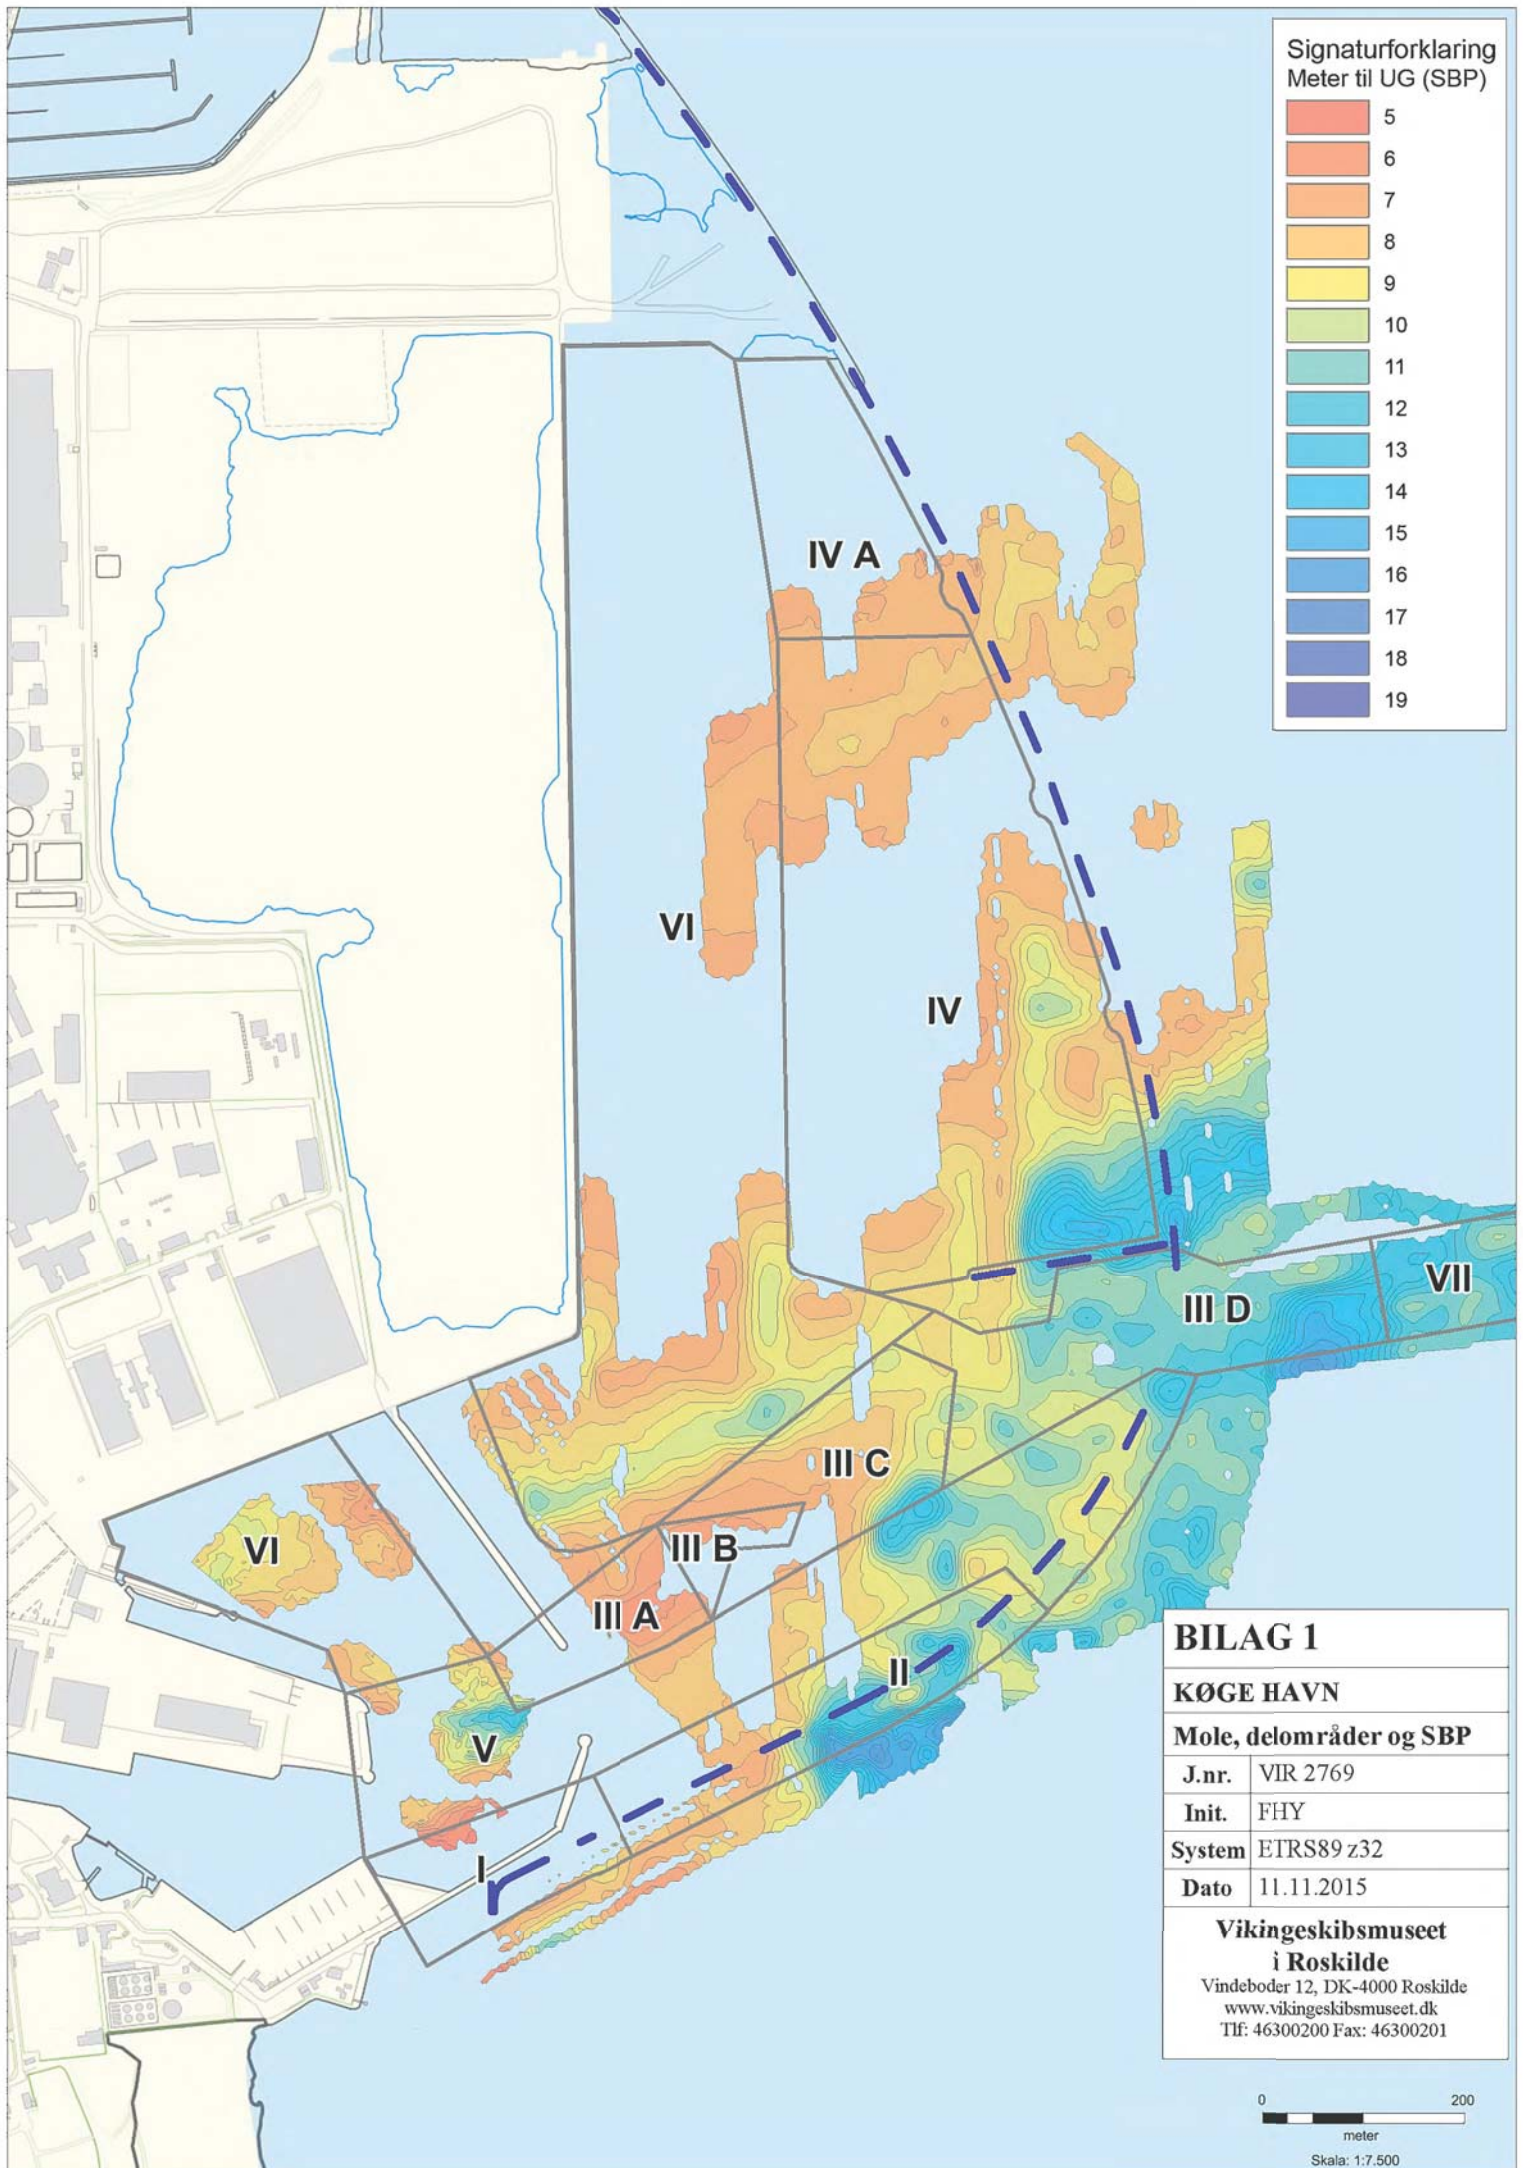 Signaturforklaring
Meter til UG (SBP)
5
6
7
8
9
10
11
12
13
14
15
16
17
18
19
IV A
VI
IV
VII
III D
III C
III B
VI
III A
II
V
I
BILAG 1
KØGE HAVN
Mole, delområder og SBP
J.nr. VIR 2769
Init. FHY
System ETRS89 z32
Dato 11.11.2015
Vikingeskibsmuseet
i Roskilde
Vindeboder 12, DK-4000 Roskilde
www.vikingeskibsmuseet.dk
Tlf: 46300200 Fax: 46300201
0 200
meter
Skala: 1:7.500